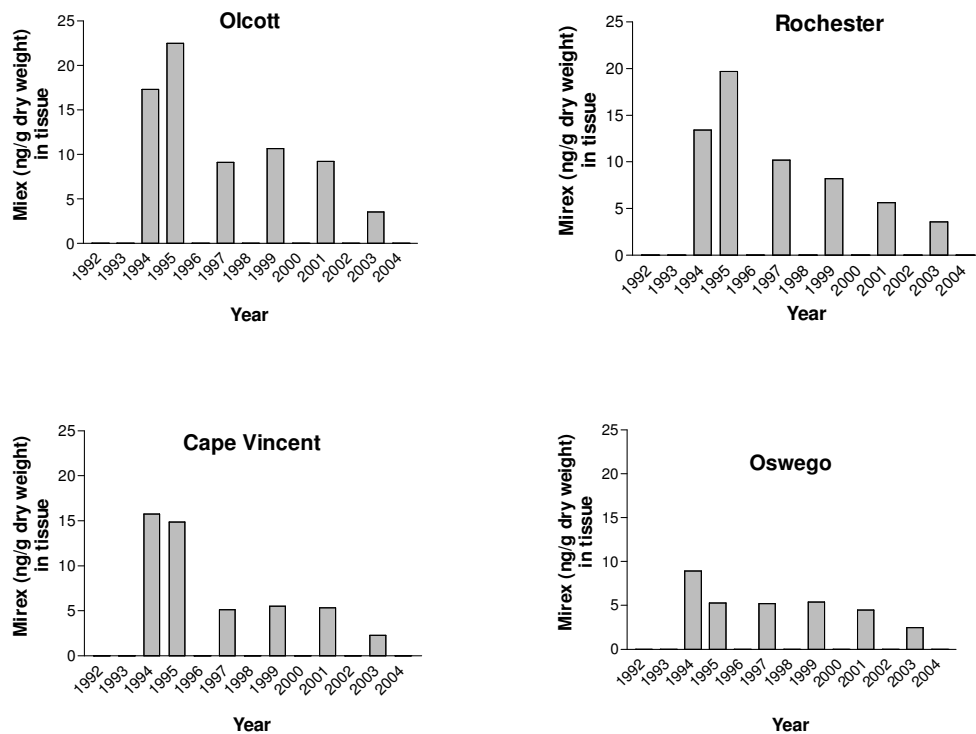 Olcott
Miex (ng/g dry weight)
in tissue
25
20
15
10
5
0
1992 1993 1994 1995 1996 1997 1998 1999 2000 2001 2002 2003 2004
Year
Rochester
Mirex (ng/g dry weight)
in tissue
25
20
15
10
5
0
1992 1993 1994 1995 1996 1997 1998 1999 2000 2001 2002 2003 2004
Year
Cape Vincent
Mirex (ng/g dry weight)
in tissue
25
20
15
10
5
0
1992 1993 1994 1995 1996 1997 1998 1999 2000 2001 2002 2003 2004
Year
Oswego
Mirex (ng/g dry weight)
in tissue
25
20
15
10
5
0
1992 1993 1994 1995 1996 1997 1998 1999 2000 2001 2002 2003 2004
Year